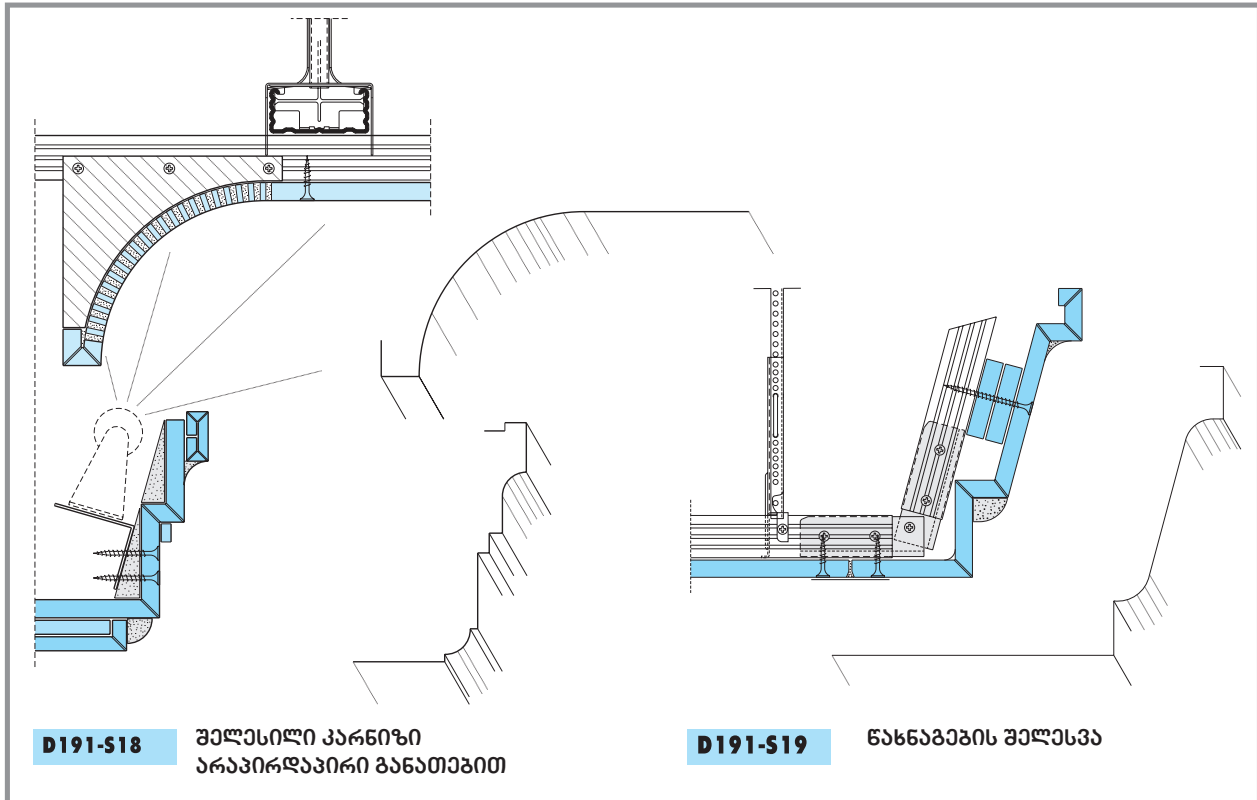 D191-S18
შელესილი კარნიზი
არაპირდაპირი განათებით
D191-S19
წახნაგების შელესვა